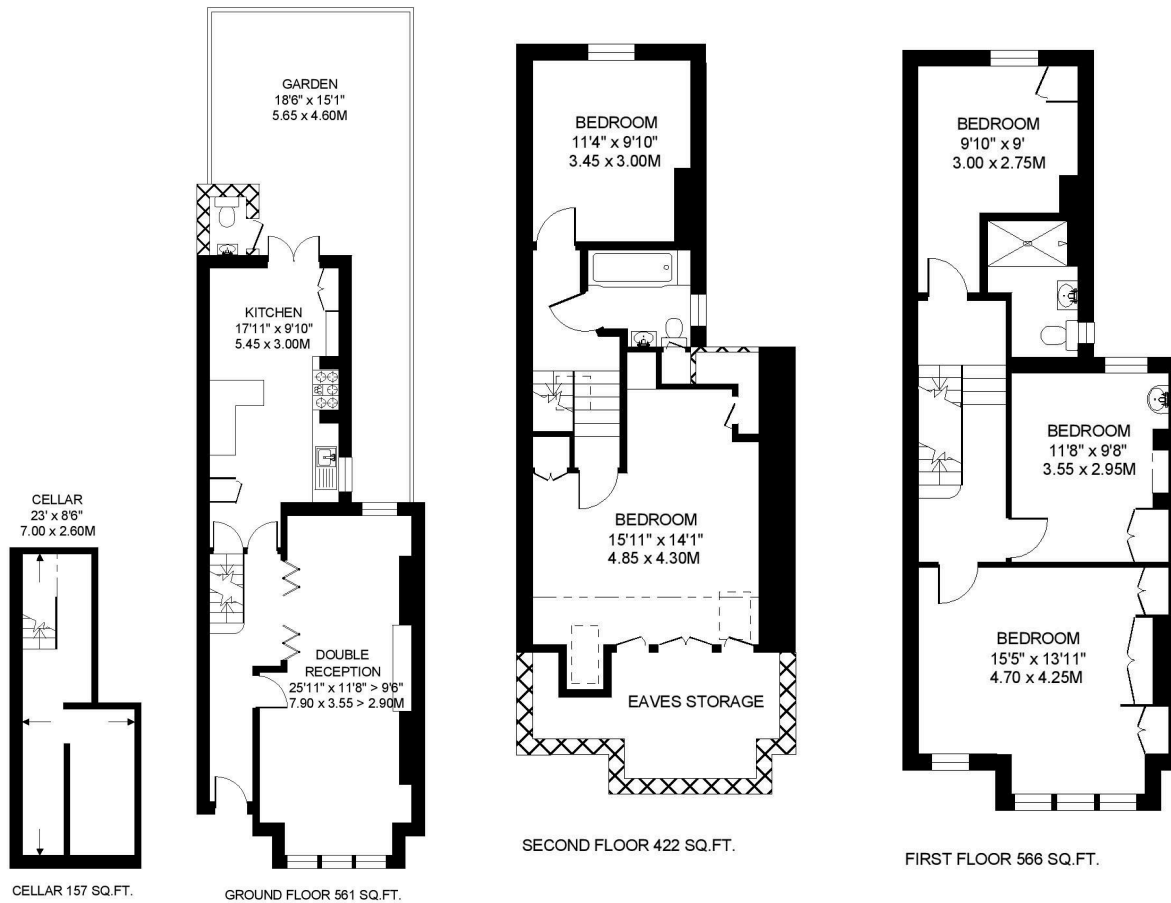 CELLAR
23' x 8'6"
7.00 x 2.60M
CELLAR 157 SQ.FT.
GARDEN
18'6" x 15'1"
5.65 x 4.60M
KITCHEN
17'11" x 9'10"
5.45 x 3.00M
DOUBLE
RECEPTION
25'11" x 11'8" > 9'6"
7.90 x 3.55 > 2.90M
GROUND FLOOR 561 SQ.FT.
BEDROOM
11'4" x 9'10"
3.45 x 3.00M
BEDROOM
15'11" x 14'1"
4.85 x 4.30M
EAVES STORAGE
SECOND FLOOR 422 SQ.FT.
BEDROOM
9'10" x 9'
3.00 x 2.75M
BEDROOM
11'8" x 9'8"
3.55 x 2.95M
BEDROOM
15'5" x 13'11"
4.70 x 4.25M
FIRST FLOOR 566 SQ.FT.